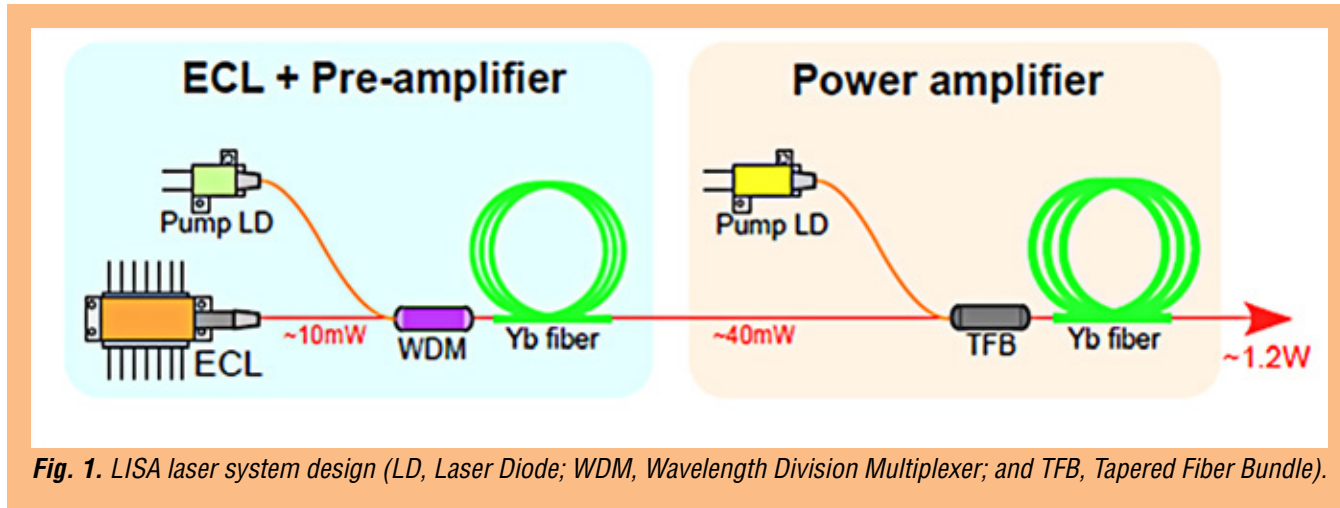 ECL + Pre-amplifier
Power amplifier
Pump LD
Pump LD
ECL
~10mW
WDM
Yb fiber
~40mW
TFB
Yb fiber
~1.2W
Fig. 1. LISA laser system design (LD, Laser Diode; WDM, Wavelength Division Multiplexer; and TFB, Tapered Fiber Bundle).